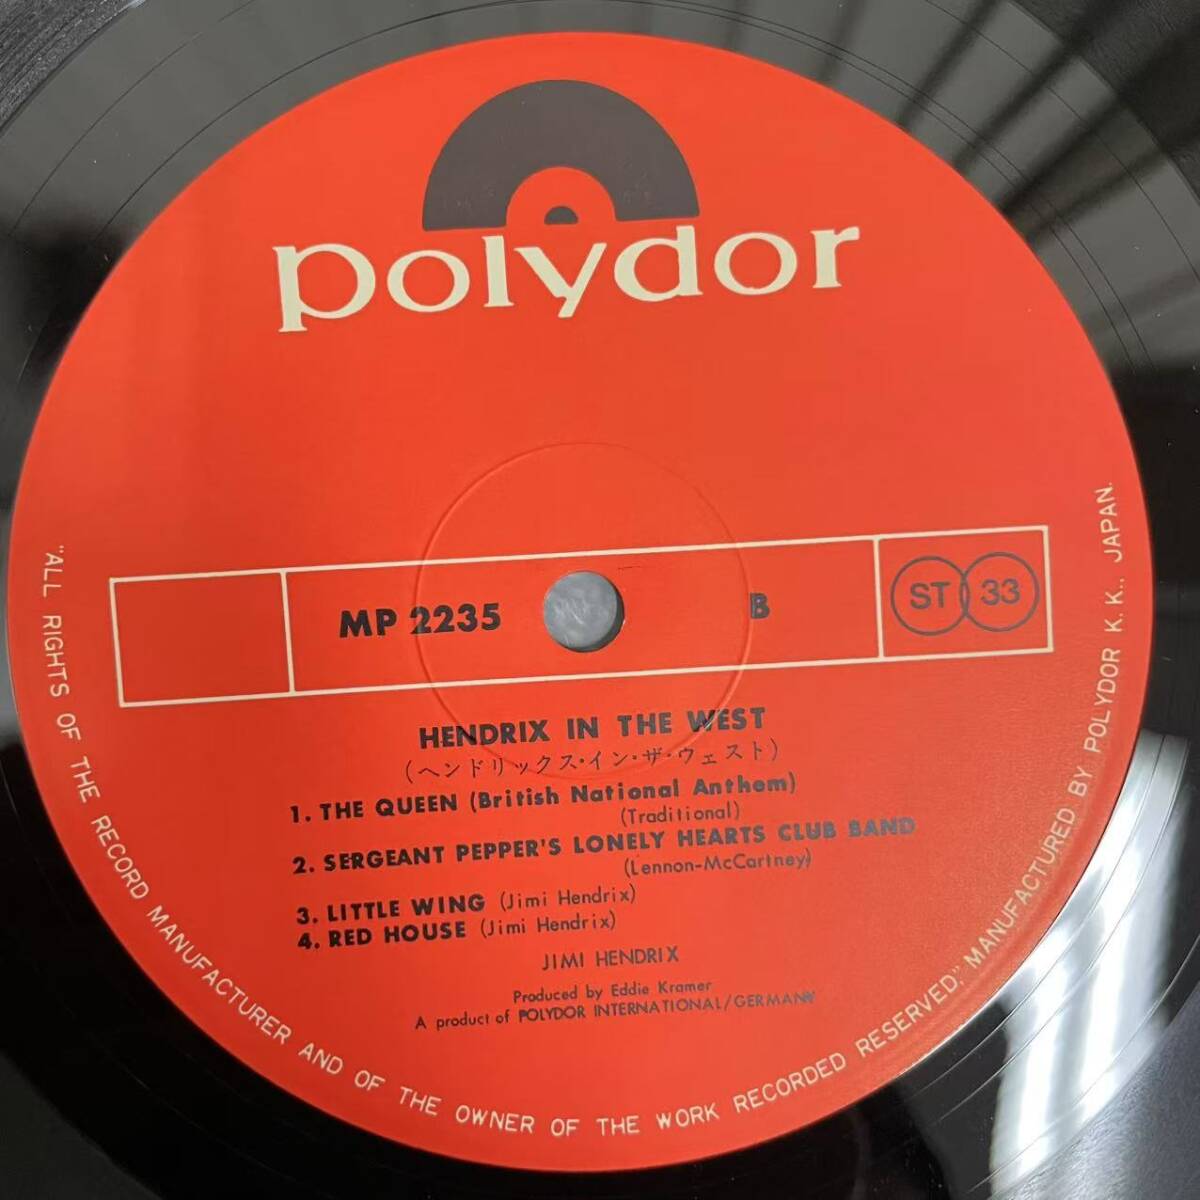 polydor
MP 2235
B
ST 33
HENDRIX IN THE WEST
(ヘンドリックス・イン・ザ・ウェスト)
1. THE QUEEN (British National Anthem)
(Traditional)
2. SERGEANT PEPPER'S LONELY HEARTS CLUB BAND
(Lennon-McCartney)
3. LITTLE WING (Jimi Hendrix)
4. RED HOUSE (Jimi Hendrix)
JIMI HENDRIX
Produced by Eddie Kramer
A product of POLYDOR INTERNATIONAL/GERMANY
"ALL RIGHTS OF THE RECORD MANUFACTURER AND OF THE OWNER OF THE WORK RECORDED RESERVED," MANUFACTURED BY POLYDOR K. K., JAPAN.